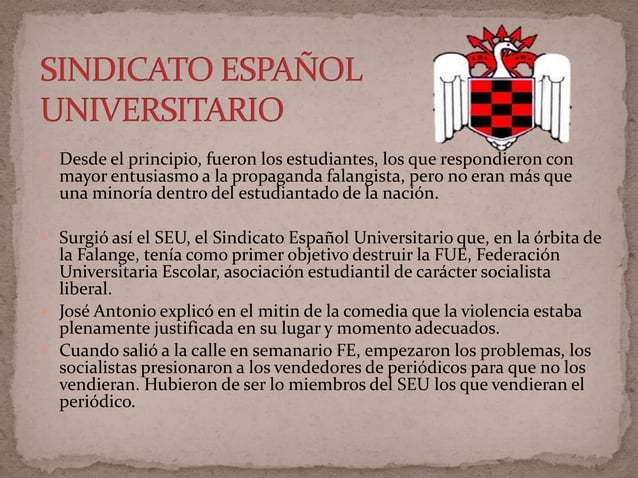 SINDICATO ESPAÑOL
UNIVERSITARIO
Desde el principio, fueron los estudiantes, los que respondieron con
mayor entusiasmo a la propaganda falangista, pero no eran más que
una minoría dentro del estudiantado de la nación.
Surgió así el SEU, el Sindicato Español Universitario que, en la órbita de
la Falange, tenía como primer objetivo destruir la FUE, Federación
Universitaria Escolar, asociación estudiantil de carácter socialista
liberal.
José Antonio explicó en el mitin de la comedia que la violencia estaba
plenamente justificada en su lugar y momento adecuados.
Cuando salió a la calle en semanario FE, empezaron los problemas, los
socialistas presionaron a los vendedores de periódicos para que no los
vendieran. Hubieron de ser lo miembros del SEU los que vendieran el
periódico.